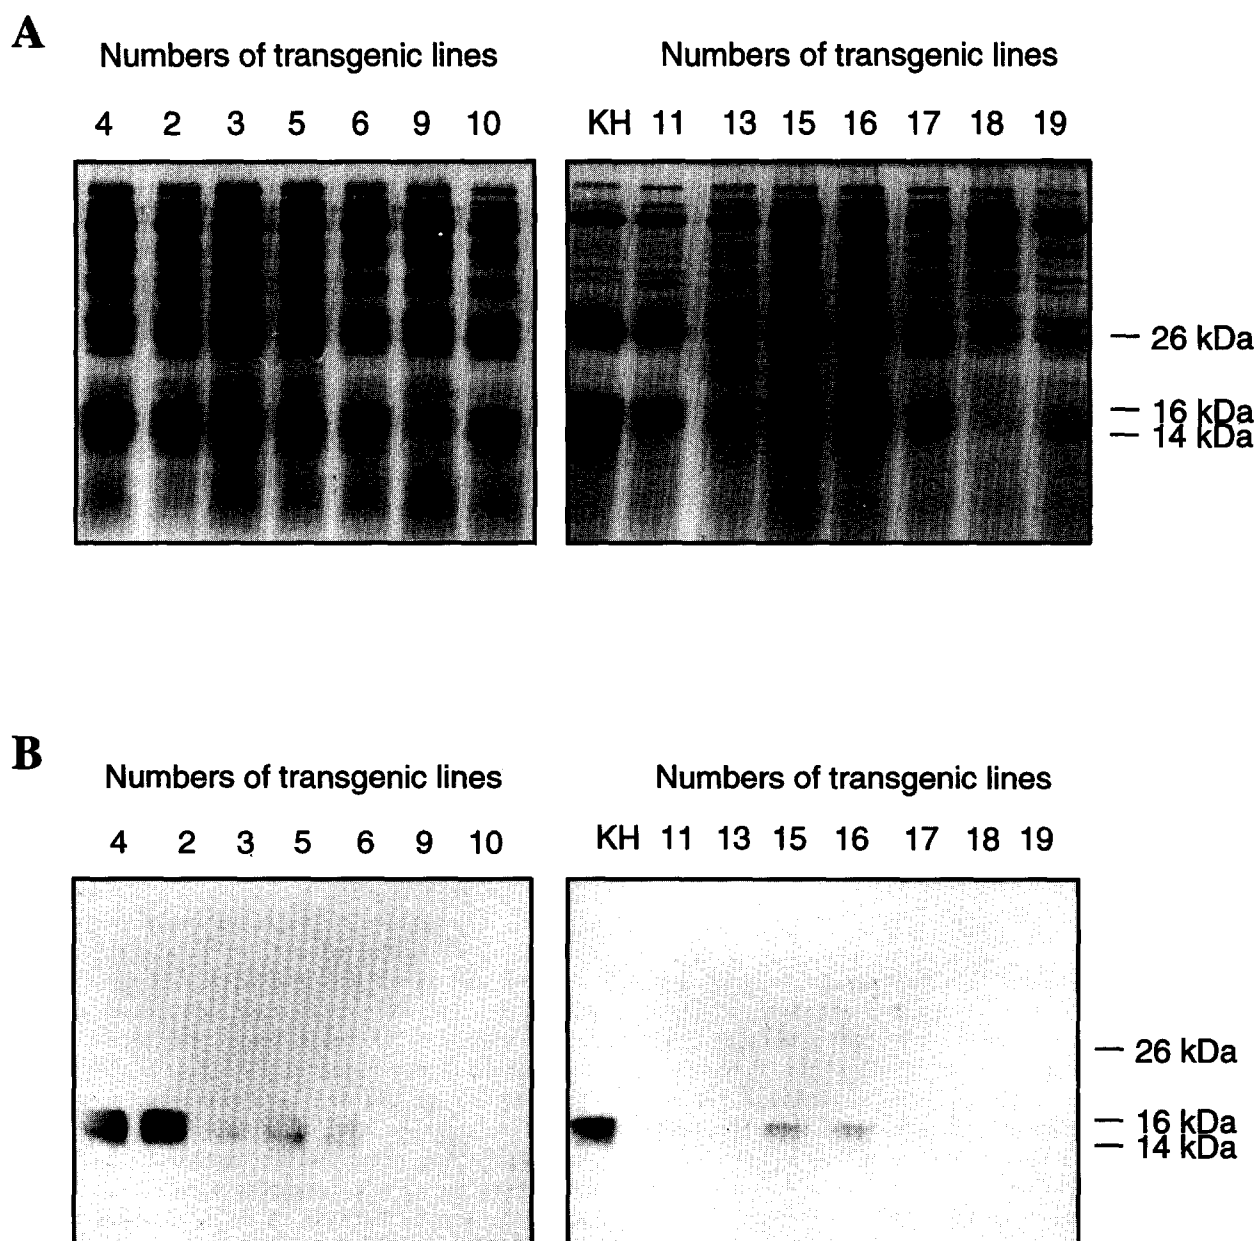 A
Numbers of transgenic lines
4 2 3 5 6 9 10
Numbers of transgenic lines
KH 11 13 15 16 17 18 19
26 kDa
16 kDa
14 kDa
B
Numbers of transgenic lines
4 2 3 5 6 9 10
Numbers of transgenic lines
KH 11 13 15 16 17 18 19
26 kDa
16 kDa
14 kDa